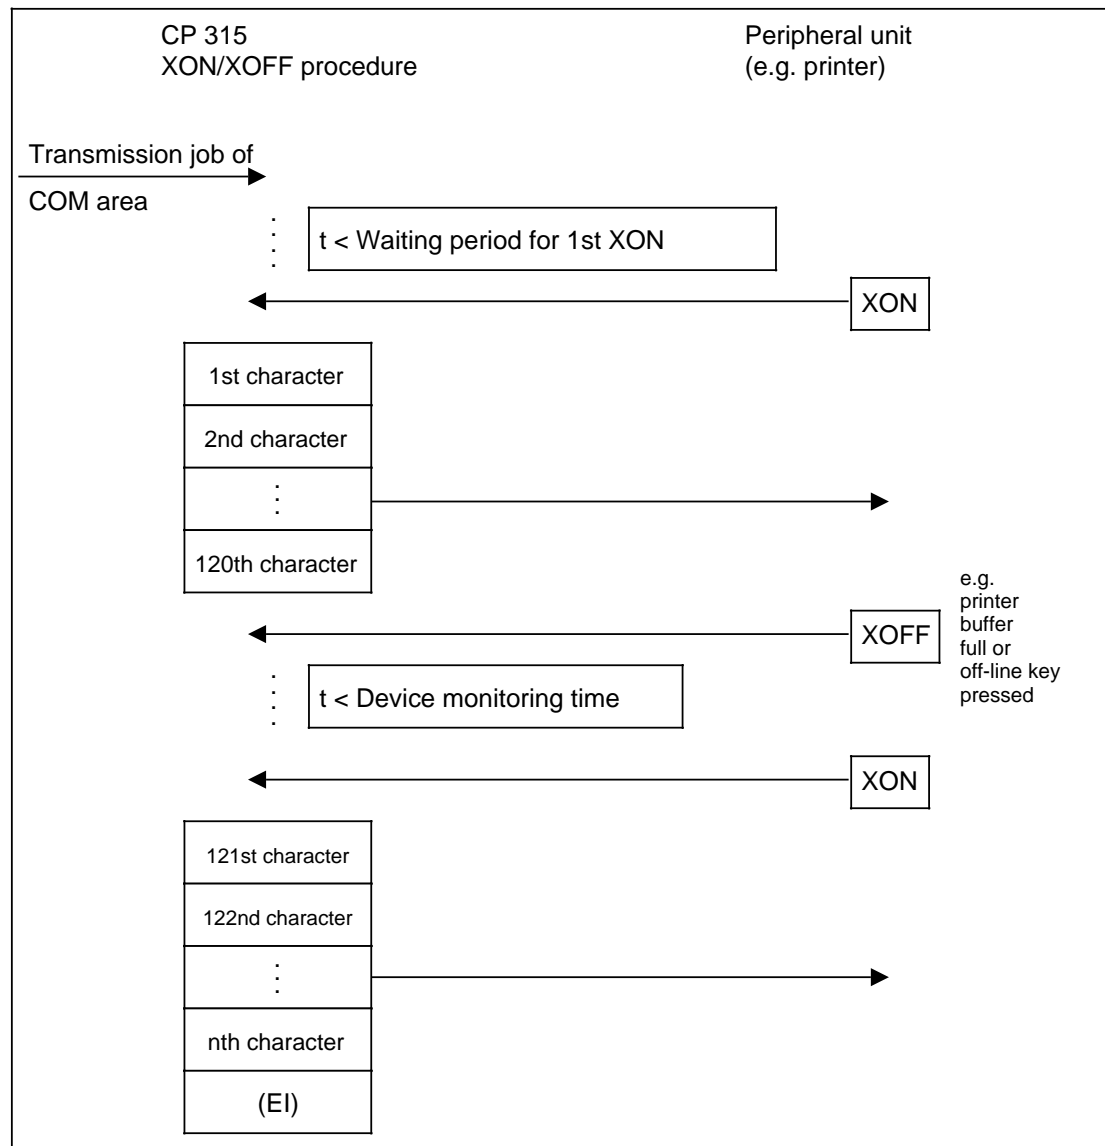 CP 315
XON/XOFF procedure
Peripheral unit
(e.g. printer)
Transmission job of
COM area
t < Waiting period for 1st XON
XON
1st character
2nd character
120th character
XOFF
e.g.
printer
buffer
full or
off-line key
pressed
t < Device monitoring time
XON
121st character
122nd character
nth character
(EI)